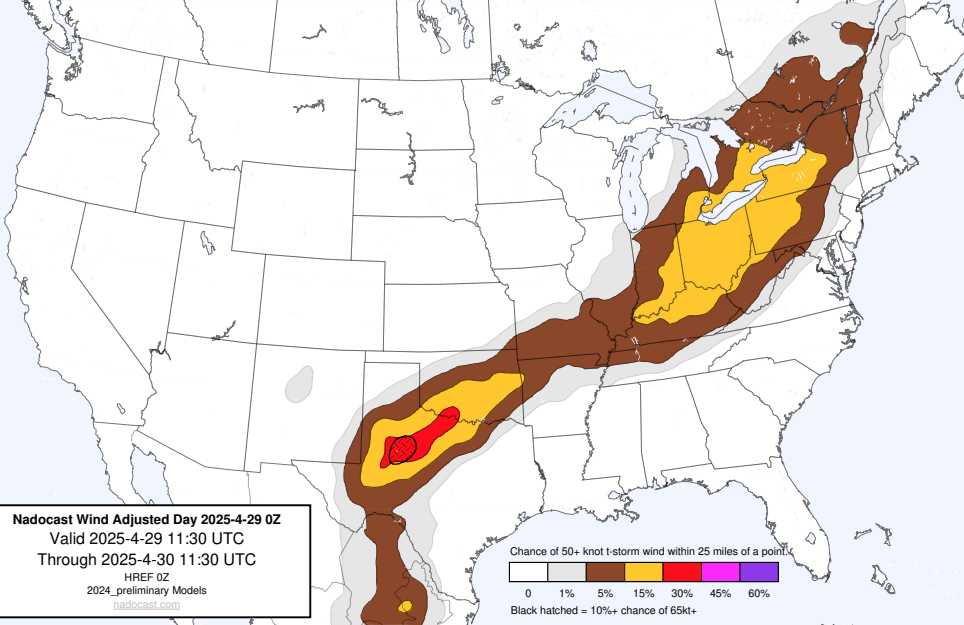 Nadocast Wind Adjusted Day 2025-4-29 0Z
Valid 2025-4-29 11:30 UTC
Through 2025-4-30 11:30 UTC
HREF 0Z
2024_preliminary Models
nadocast.com
Chance of 50+ knot t-storm wind within 25 miles of a point.
0 1% 5% 15% 30% 45% 60%
Black hatched = 10%+ chance of 65kt+